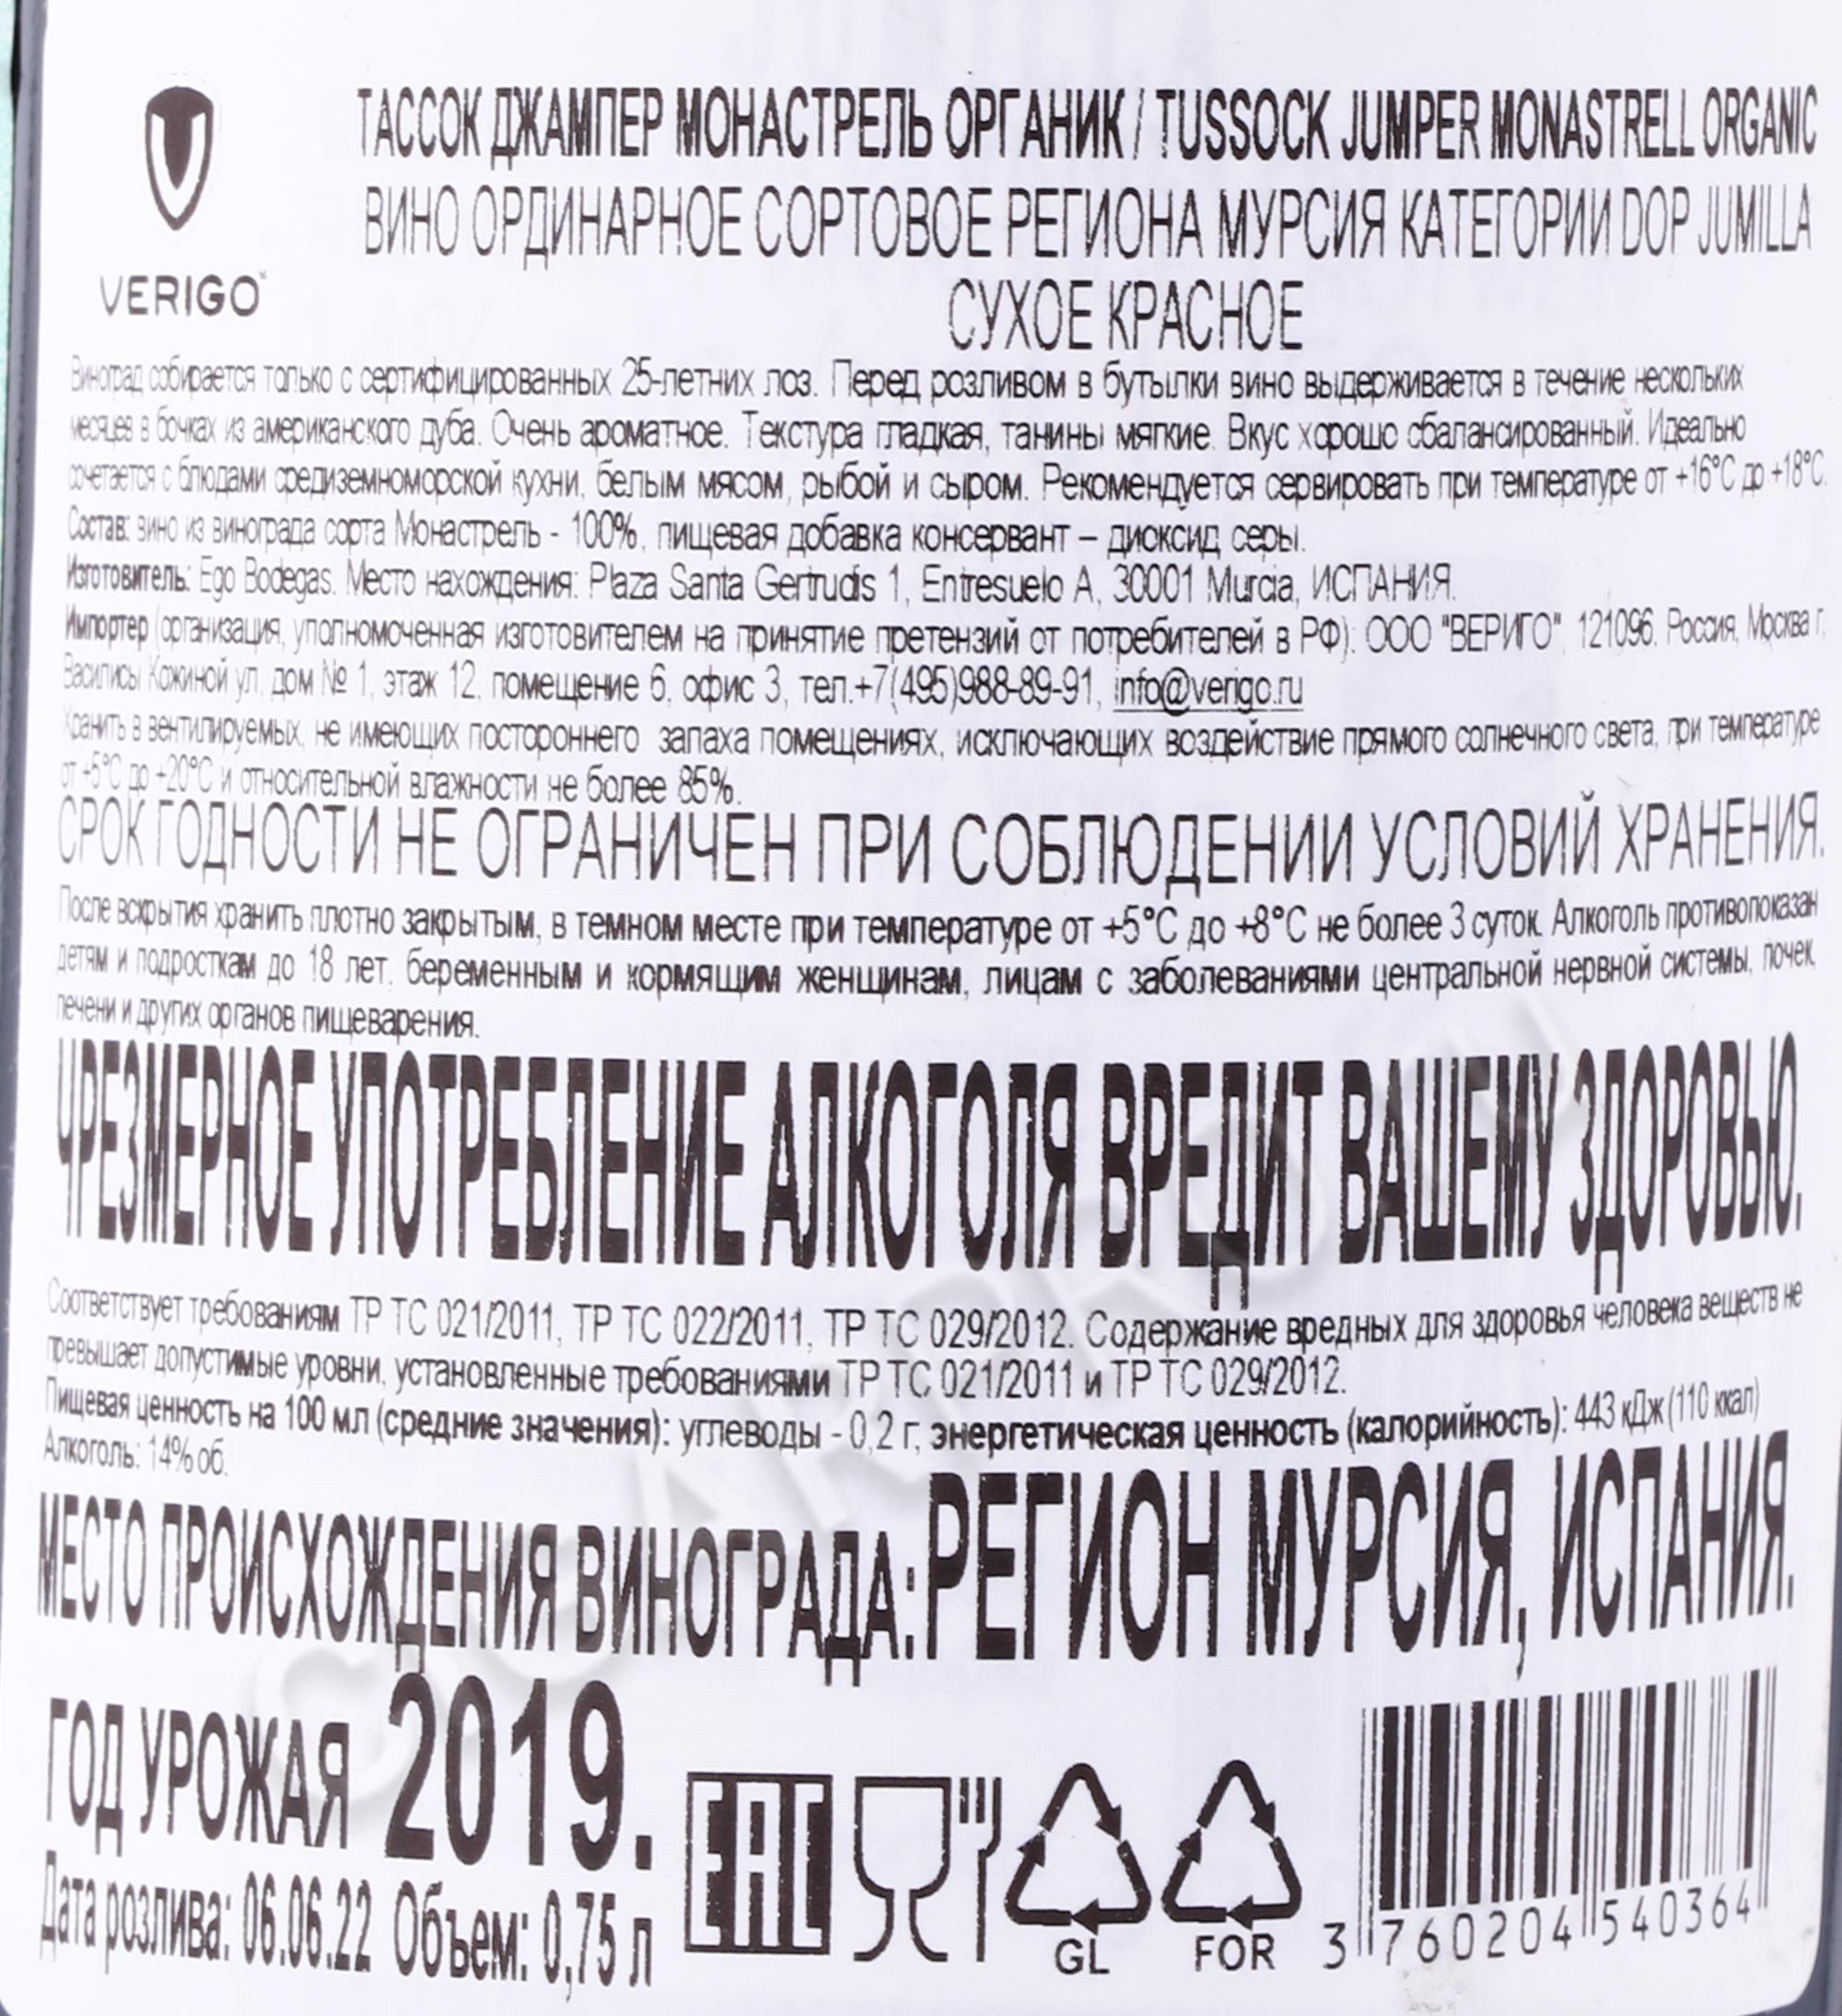 VERIGO
ТАССОК ДЖАМПЕР МОНАСТРЕЛЬ ОРГАНИК / TUSSOCK JUMPER MONASTRELL ORGANIC
ВИНО ОРДИНАРНОЕ СОРТОВОЕ РЕГИОНА МУРСИЯ КАТЕГОРИИ DOP JUMILLA
СУХОЕ КРАСНОЕ
Виноград собирается только с сертифицированных 25-летних лоз. Перед розливом в бутылки вино выдерживается в течение нескольких
месяцев в бочках из американского дуба. Очень ароматное. Текстура гладкая, танины мягкие. Вкус хорошо сбалансированный. Идеально
сочетается с блюдами средиземноморской кухни, белым мясом, рыбой и сыром. Рекомендуется сервировать при температуре от +16°С до +18°С.
Состав: вино из винограда сорта Монастрель - 100%, пищевая добавка консервант – диоксид серы.
Изготовитель: Ego Bodegas. Место нахождения: Plaza Santa Gertrudis 1, Entresuelo A, 30001 Murcia, ИСПАНИЯ.
Импортер (организация, уполномоченная изготовителем на принятие претензий от потребителей в РФ): ООО "ВЕРИГО", 121096, Россия, Москва г,
Василисы Кожиной ул, дом № 1, этаж 12, помещение 6, офис 3, тел.+7(495)988-89-91, info@verigo.ru
Хранить в вентилируемых, не имеющих постороннего запаха помещениях, исключающих воздействие прямого солнечного света, при температуре
от +5°С до +20°С и относительной влажности не более 85%.
СРОК ГОДНОСТИ НЕ ОГРАНИЧЕН ПРИ СОБЛЮДЕНИИ УСЛОВИЙ ХРАНЕНИЯ.
После вскрытия хранить плотно закрытым, в темном месте при температуре от +5°С до +8°С не более 3 суток. Алкоголь противопоказан
детям и подросткам до 18 лет, беременным и кормящим женщинам, лицам с заболеваниями центральной нервной системы, почек,
печени и других органов пищеварения.
ЧРЕЗМЕРНОЕ УПОТРЕБЛЕНИЕ АЛКОГОЛЯ ВРЕДИТ ВАШЕМУ ЗДОРОВЬЮ.
Соответствует требованиям ТР ТС 021/2011, ТР ТС 022/2011, ТР ТС 029/2012. Содержание вредных для здоровья человека веществ не
превышает допустимые уровни, установленные требованиями ТР ТС 021/2011 и ТР ТС 029/2012.
Пищевая ценность на 100 мл (средние значения): углеводы - 0,2 г, энергетическая ценность (калорийность): 443 кДж (110 ккал)
Алкоголь: 14% об.
МЕСТО ПРОИСХОЖДЕНИЯ ВИНОГРАДА: РЕГИОН МУРСИЯ, ИСПАНИЯ.
ГОД УРОЖАЯ 2019.
Дата розлива: 06.06.22 Объем: 0,75 л
EAC
GL
FOR
3 760204 540364